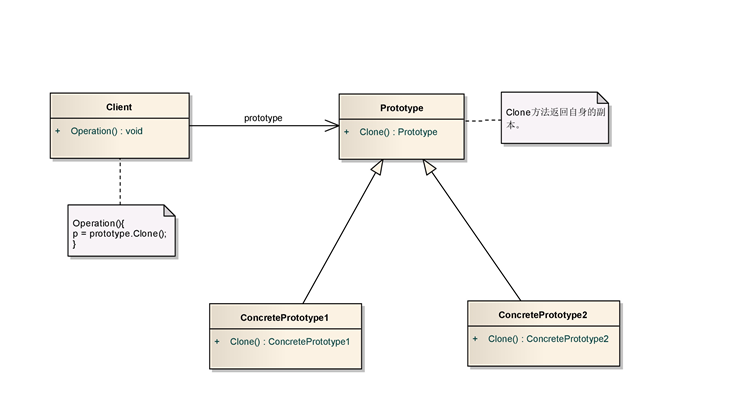 Client
+ Operation() : void
prototype
Prototype
+ Clone() : Prototype
Clone方法返回自身的副
本。
Operation(){
p = prototype.Clone();
}
ConcretePrototype1
+ Clone() : ConcretePrototype1
ConcretePrototype2
+ Clone() : ConcretePrototype2